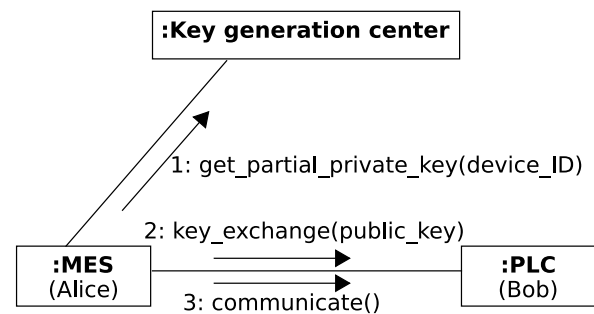 :Key generation center
1: get_partial_private_key(device_ID)
2: key_exchange(public_key)
:MES
(Alice)
:PLC
(Bob)
3: communicate()